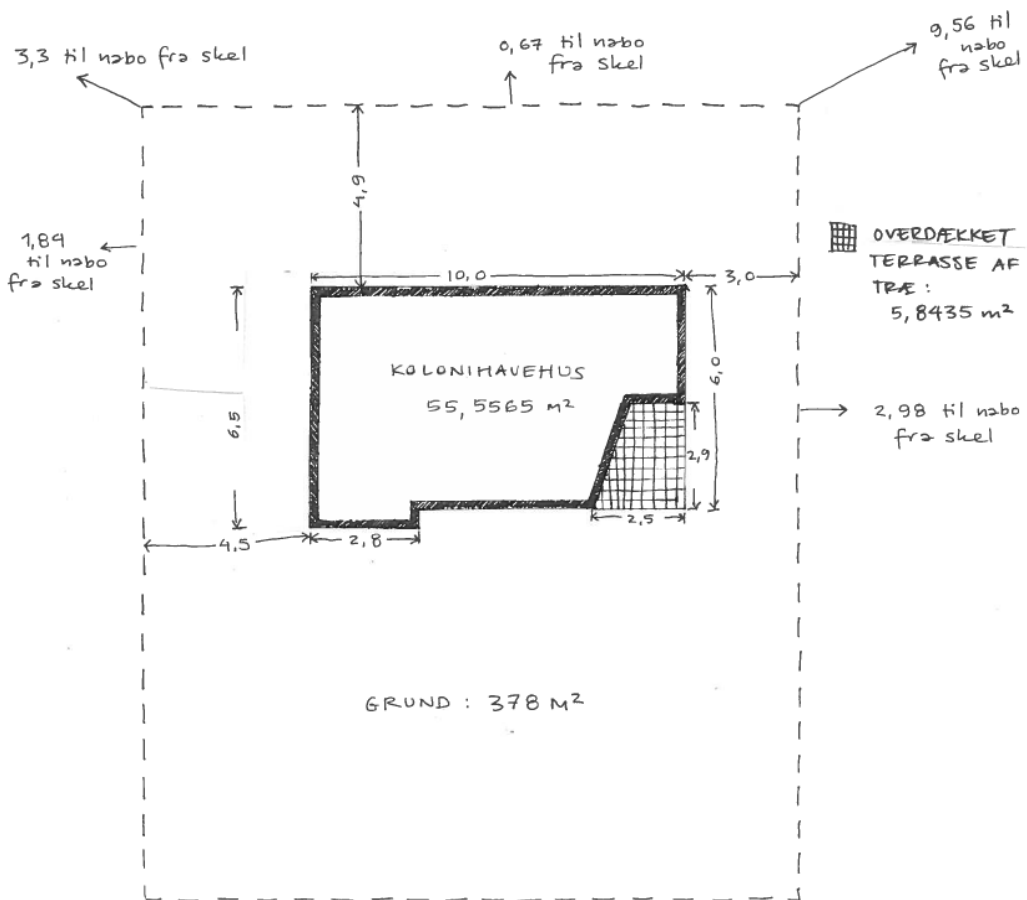 3,3 til nabo fra skel
0,67 til nabo
fra skel
9,56 til
nabo
fra skel
4,9
1,84
til nabo
fra skel
OVERDÆKKET
TERRASSE AF
TRÆ :
5,8435 m²
10,0
3,0
KOLONIHAVEHUS
55,5565 m²
6,0
6,5
2,98 til nabo
fra skel
2,9
2,5
4,5
2,8
GRUND : 378 M²